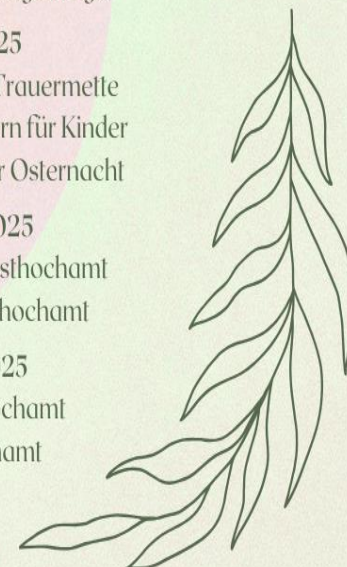 25
Trauermette
rn für Kinder
r Osternacht
025
sthochamt
hochamt
25
chamt
amt